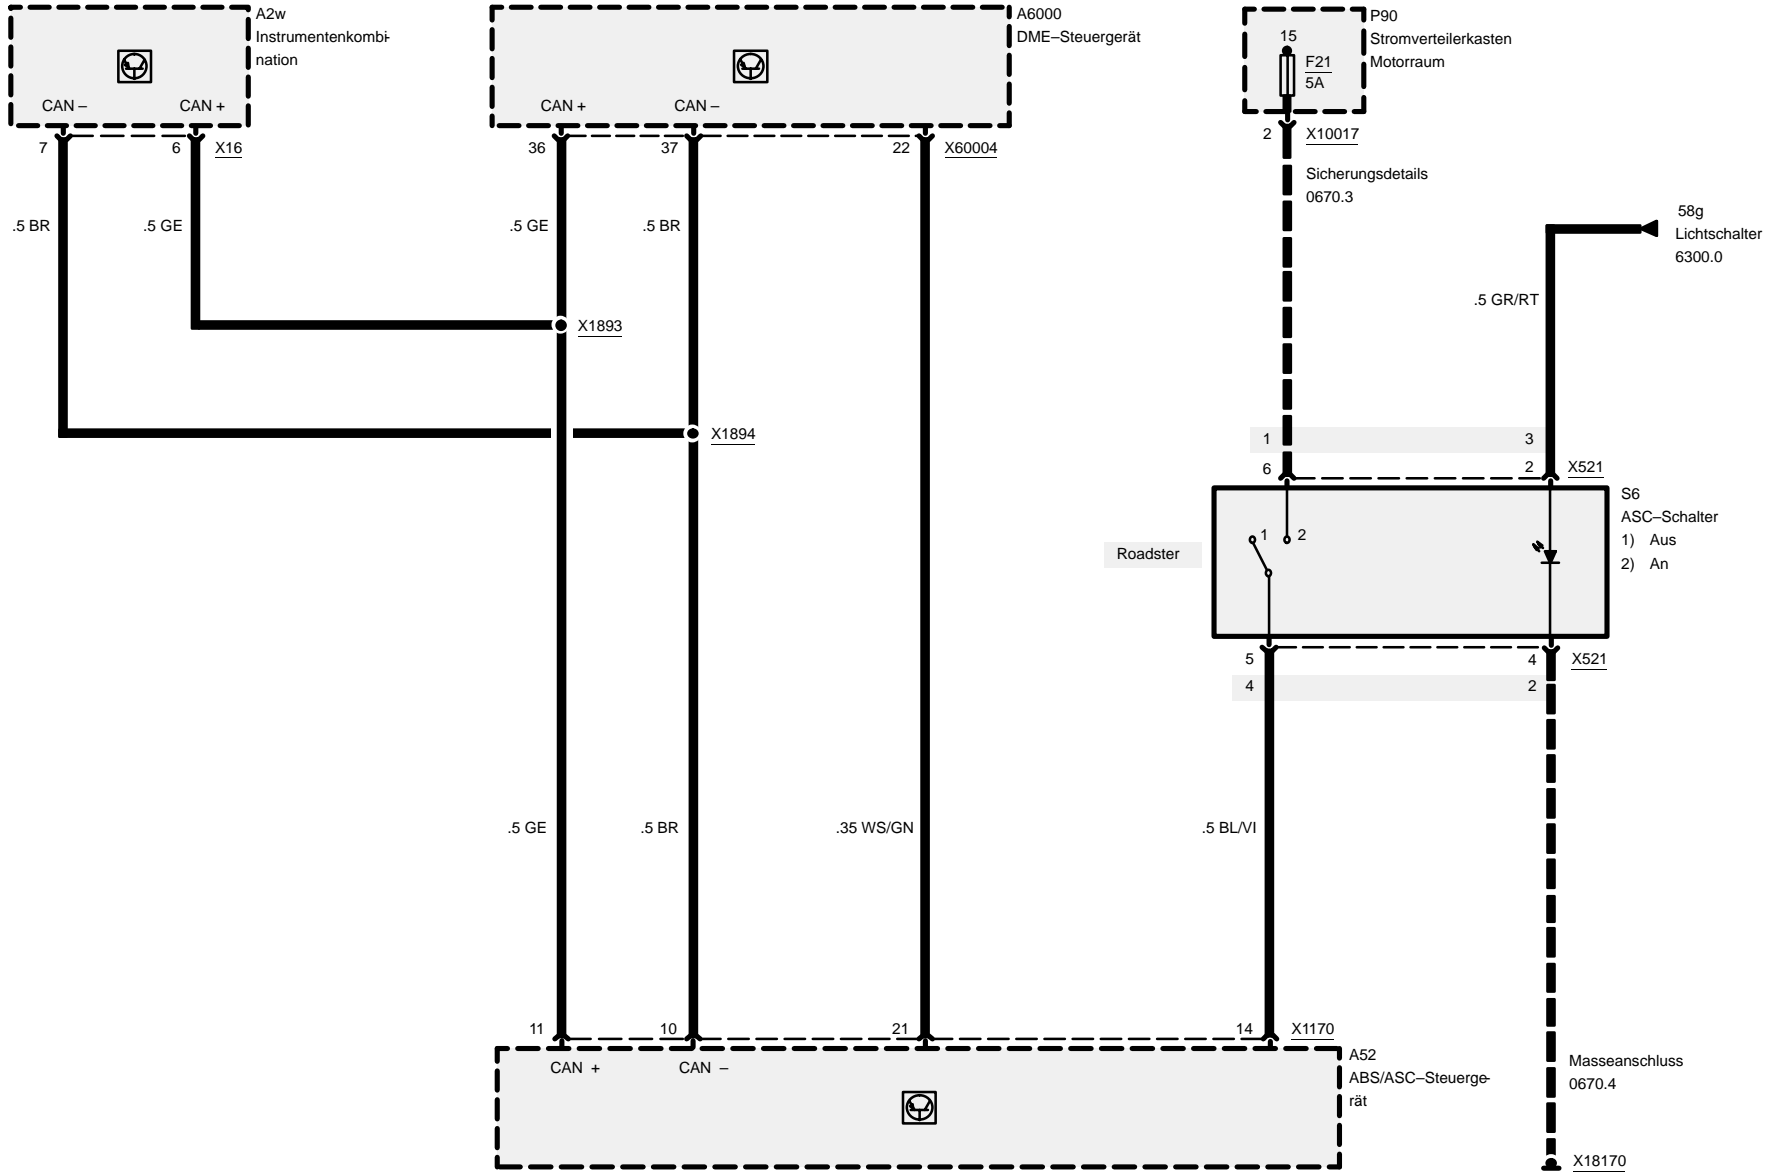 A2w
Instrumentenkombi-
nation
CAN –
CAN +
7
6
X16
.5 BR
.5 GE
A6000
DME–Steuergerät
CAN +
CAN –
36
37
22
X60004
.5 GE
.5 BR
P90
Stromverteilerkasten
Motorraum
15
F21
5A
2
X10017
Sicherungsdetails
0670.3
58g
Lichtschalter
6300.0
.5 GR/RT
X1893
X1894
1
3
6
2
X521
S6
ASC–Schalter
1) Aus
2) An
1
2
Roadster
5
4
X521
4
2
.5 GE
.5 BR
.35 WS/GN
.5 BL/VI
11
10
21
14
X1170
A52
ABS/ASC–Steuerge-
rät
CAN +
CAN –
Masseanschluss
0670.4
X18170